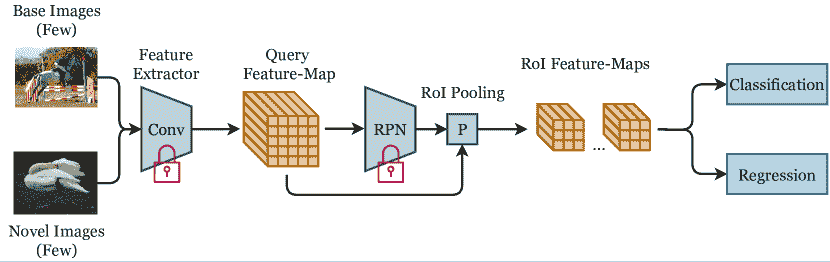 Base Images
(Few)
Feature
Extractor
Conv
Query
Feature-Map
RPN
RoI Pooling
P
RoI Feature-Maps
...
Classification
Regression
Novel Images
(Few)